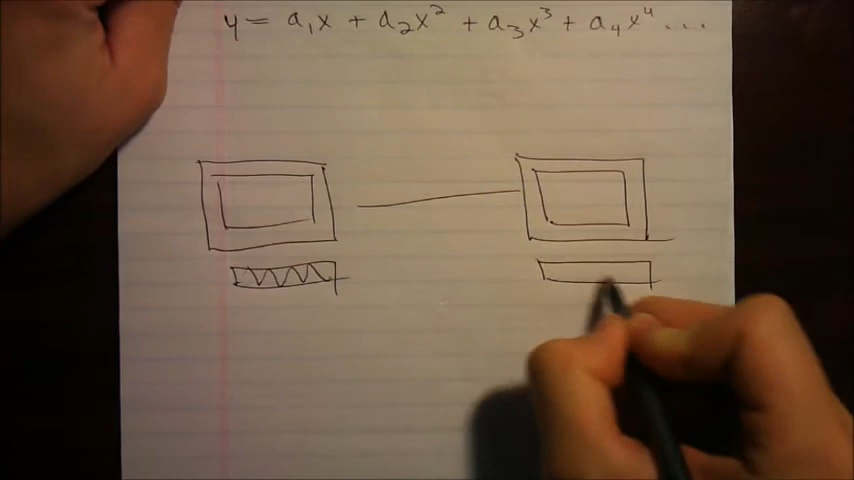 y = a₁x + a₂x² + a₃x³ + a₄x⁴ ...